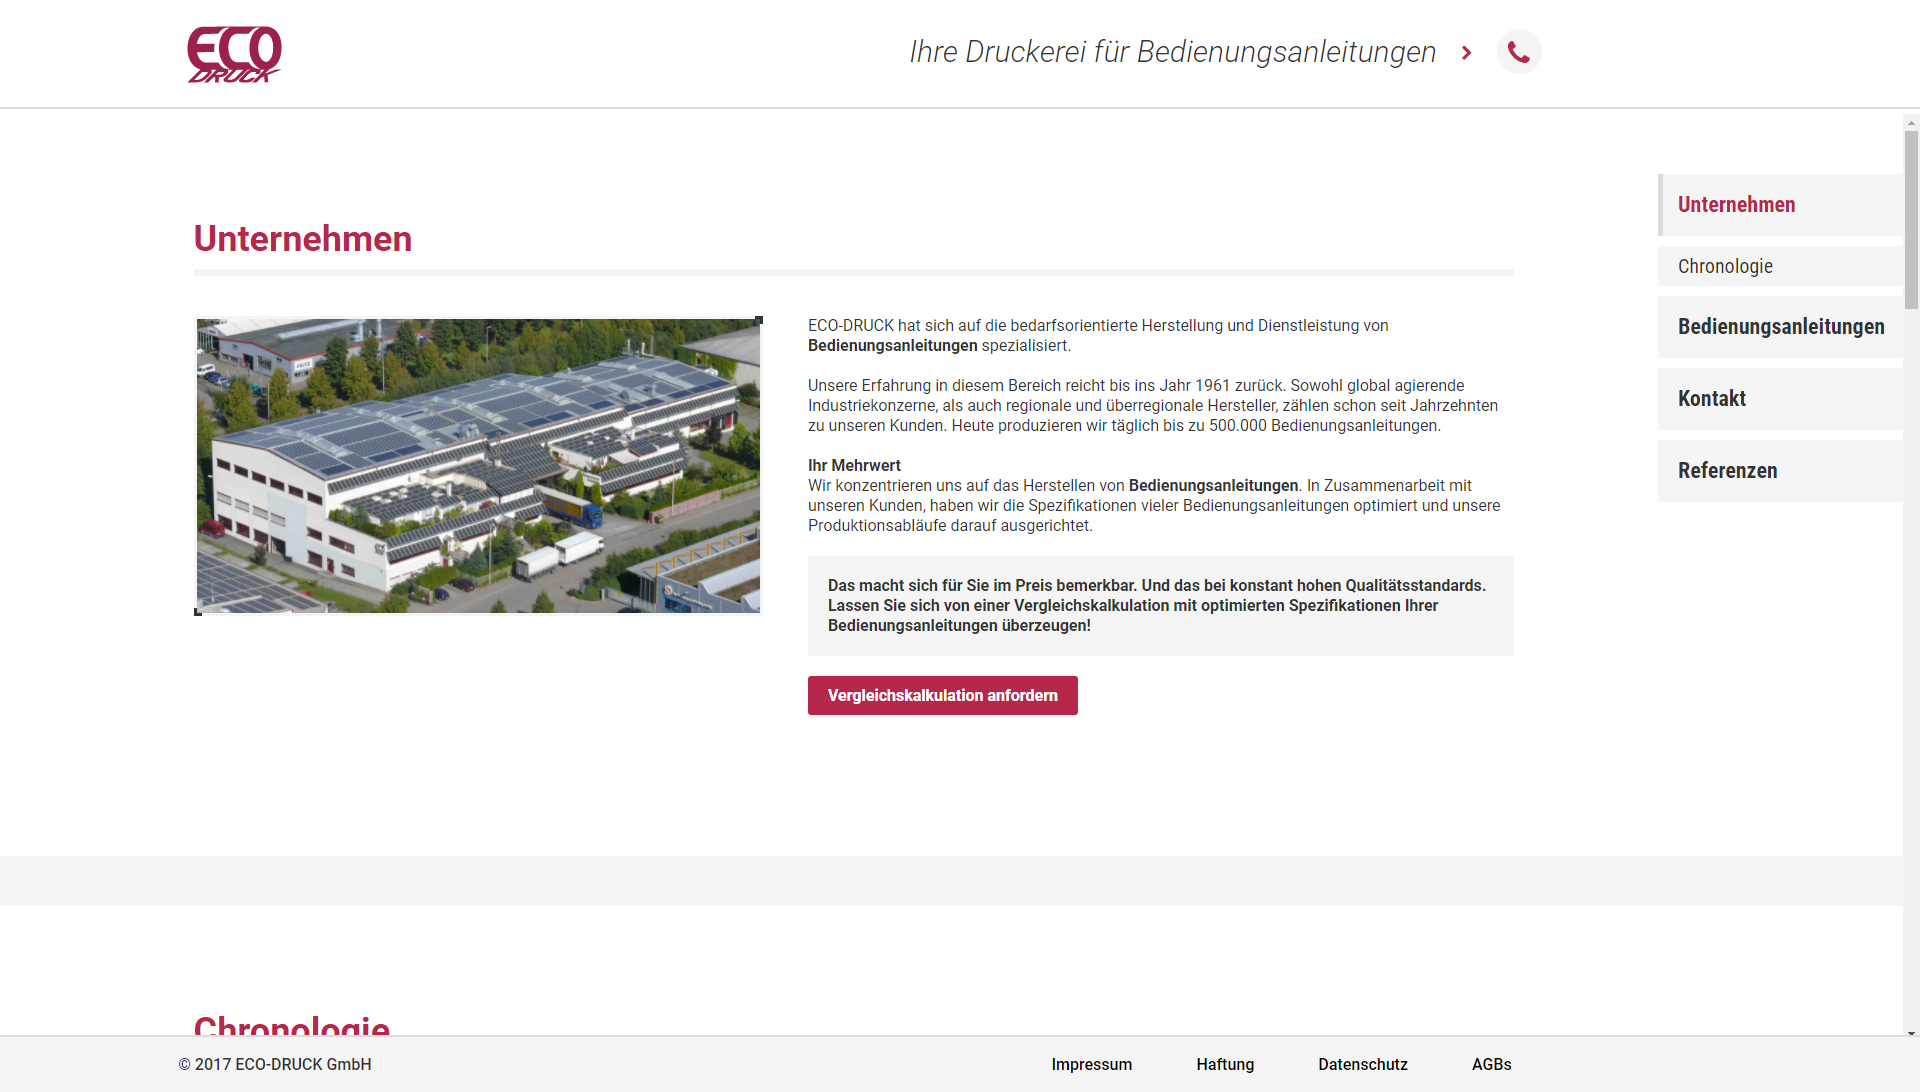 ECO
DRUCK
Ihre Druckerei für Bedienungsanleitungen
Unternehmen
ECO-DRUCK hat sich auf die bedarfsorientierte Herstellung und Dienstleistung von
Bedienungsanleitungen spezialisiert.
Unsere Erfahrung in diesem Bereich reicht bis ins Jahr 1961 zurück. Sowohl global agierende
Industriekonzerne, als auch regionale und überregionale Hersteller, zählen schon seit Jahrzehnten
zu unseren Kunden. Heute produzieren wir täglich bis zu 500.000 Bedienungsanleitungen.
Ihr Mehrwert
Wir konzentrieren uns auf das Herstellen von Bedienungsanleitungen. In Zusammenarbeit mit
unseren Kunden, haben wir die Spezifikationen vieler Bedienungsanleitungen optimiert und unsere
Produktionsabläufe darauf ausgerichtet.
Das macht sich für Sie im Preis bemerkbar. Und das bei konstant hohen Qualitätsstandards.
Lassen Sie sich von einer Vergleichskalkulation mit optimierten Spezifikationen Ihrer
Bedienungsanleitungen überzeugen!
Vergleichskalkulation anfordern
Unternehmen
Chronologie
Bedienungsanleitungen
Kontakt
Referenzen
Chronologie
© 2017 ECO-DRUCK GmbH
Impressum
Haftung
Datenschutz
AGBs